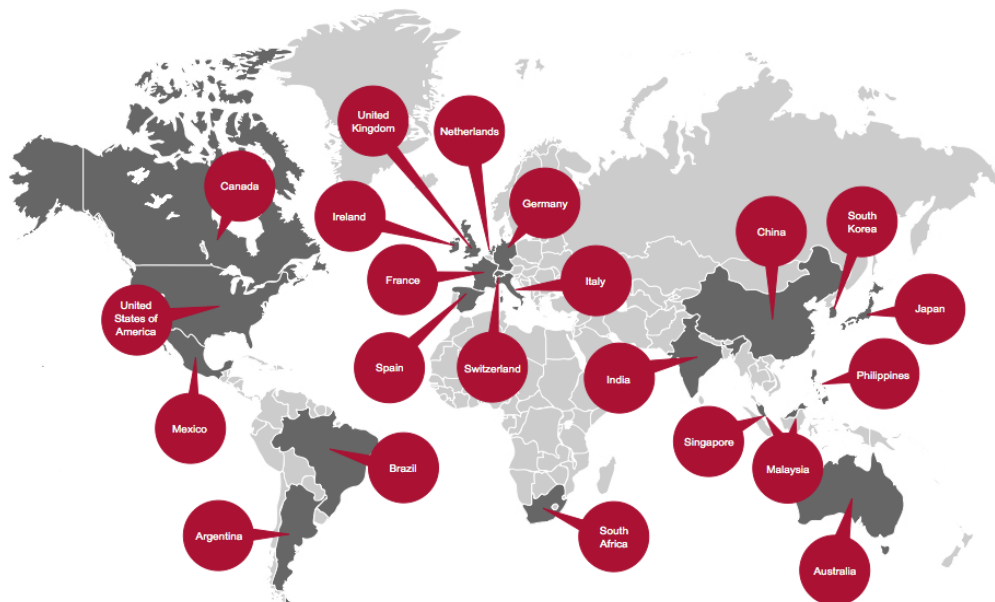 United
Kingdom
Netherlands
Canada
Ireland
Germany
South
Korea
China
France
Italy
United
States of
America
Japan
Spain
Switzerland
India
Philippines
Mexico
Singapore
Malaysia
Brazil
Argentina
South
Africa
Australia